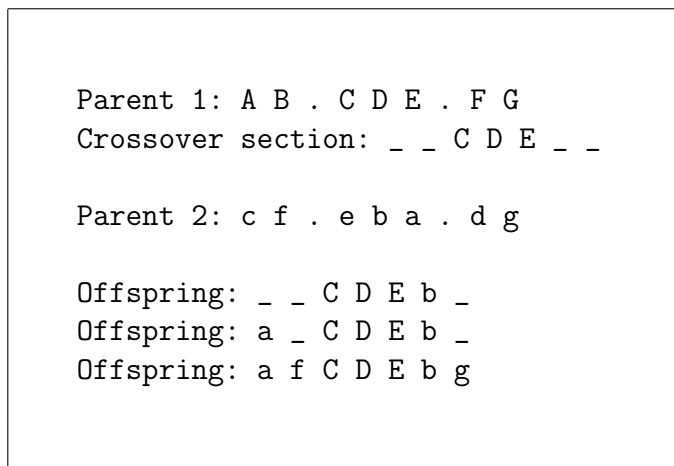 Parent 1: A B . C D E . F G
Crossover section: _ _ C D E _ _
Parent 2: c f . e b a . d g
Offspring: _ _ C D E b _
Offspring: a _ C D E b _
Offspring: a f C D E b g